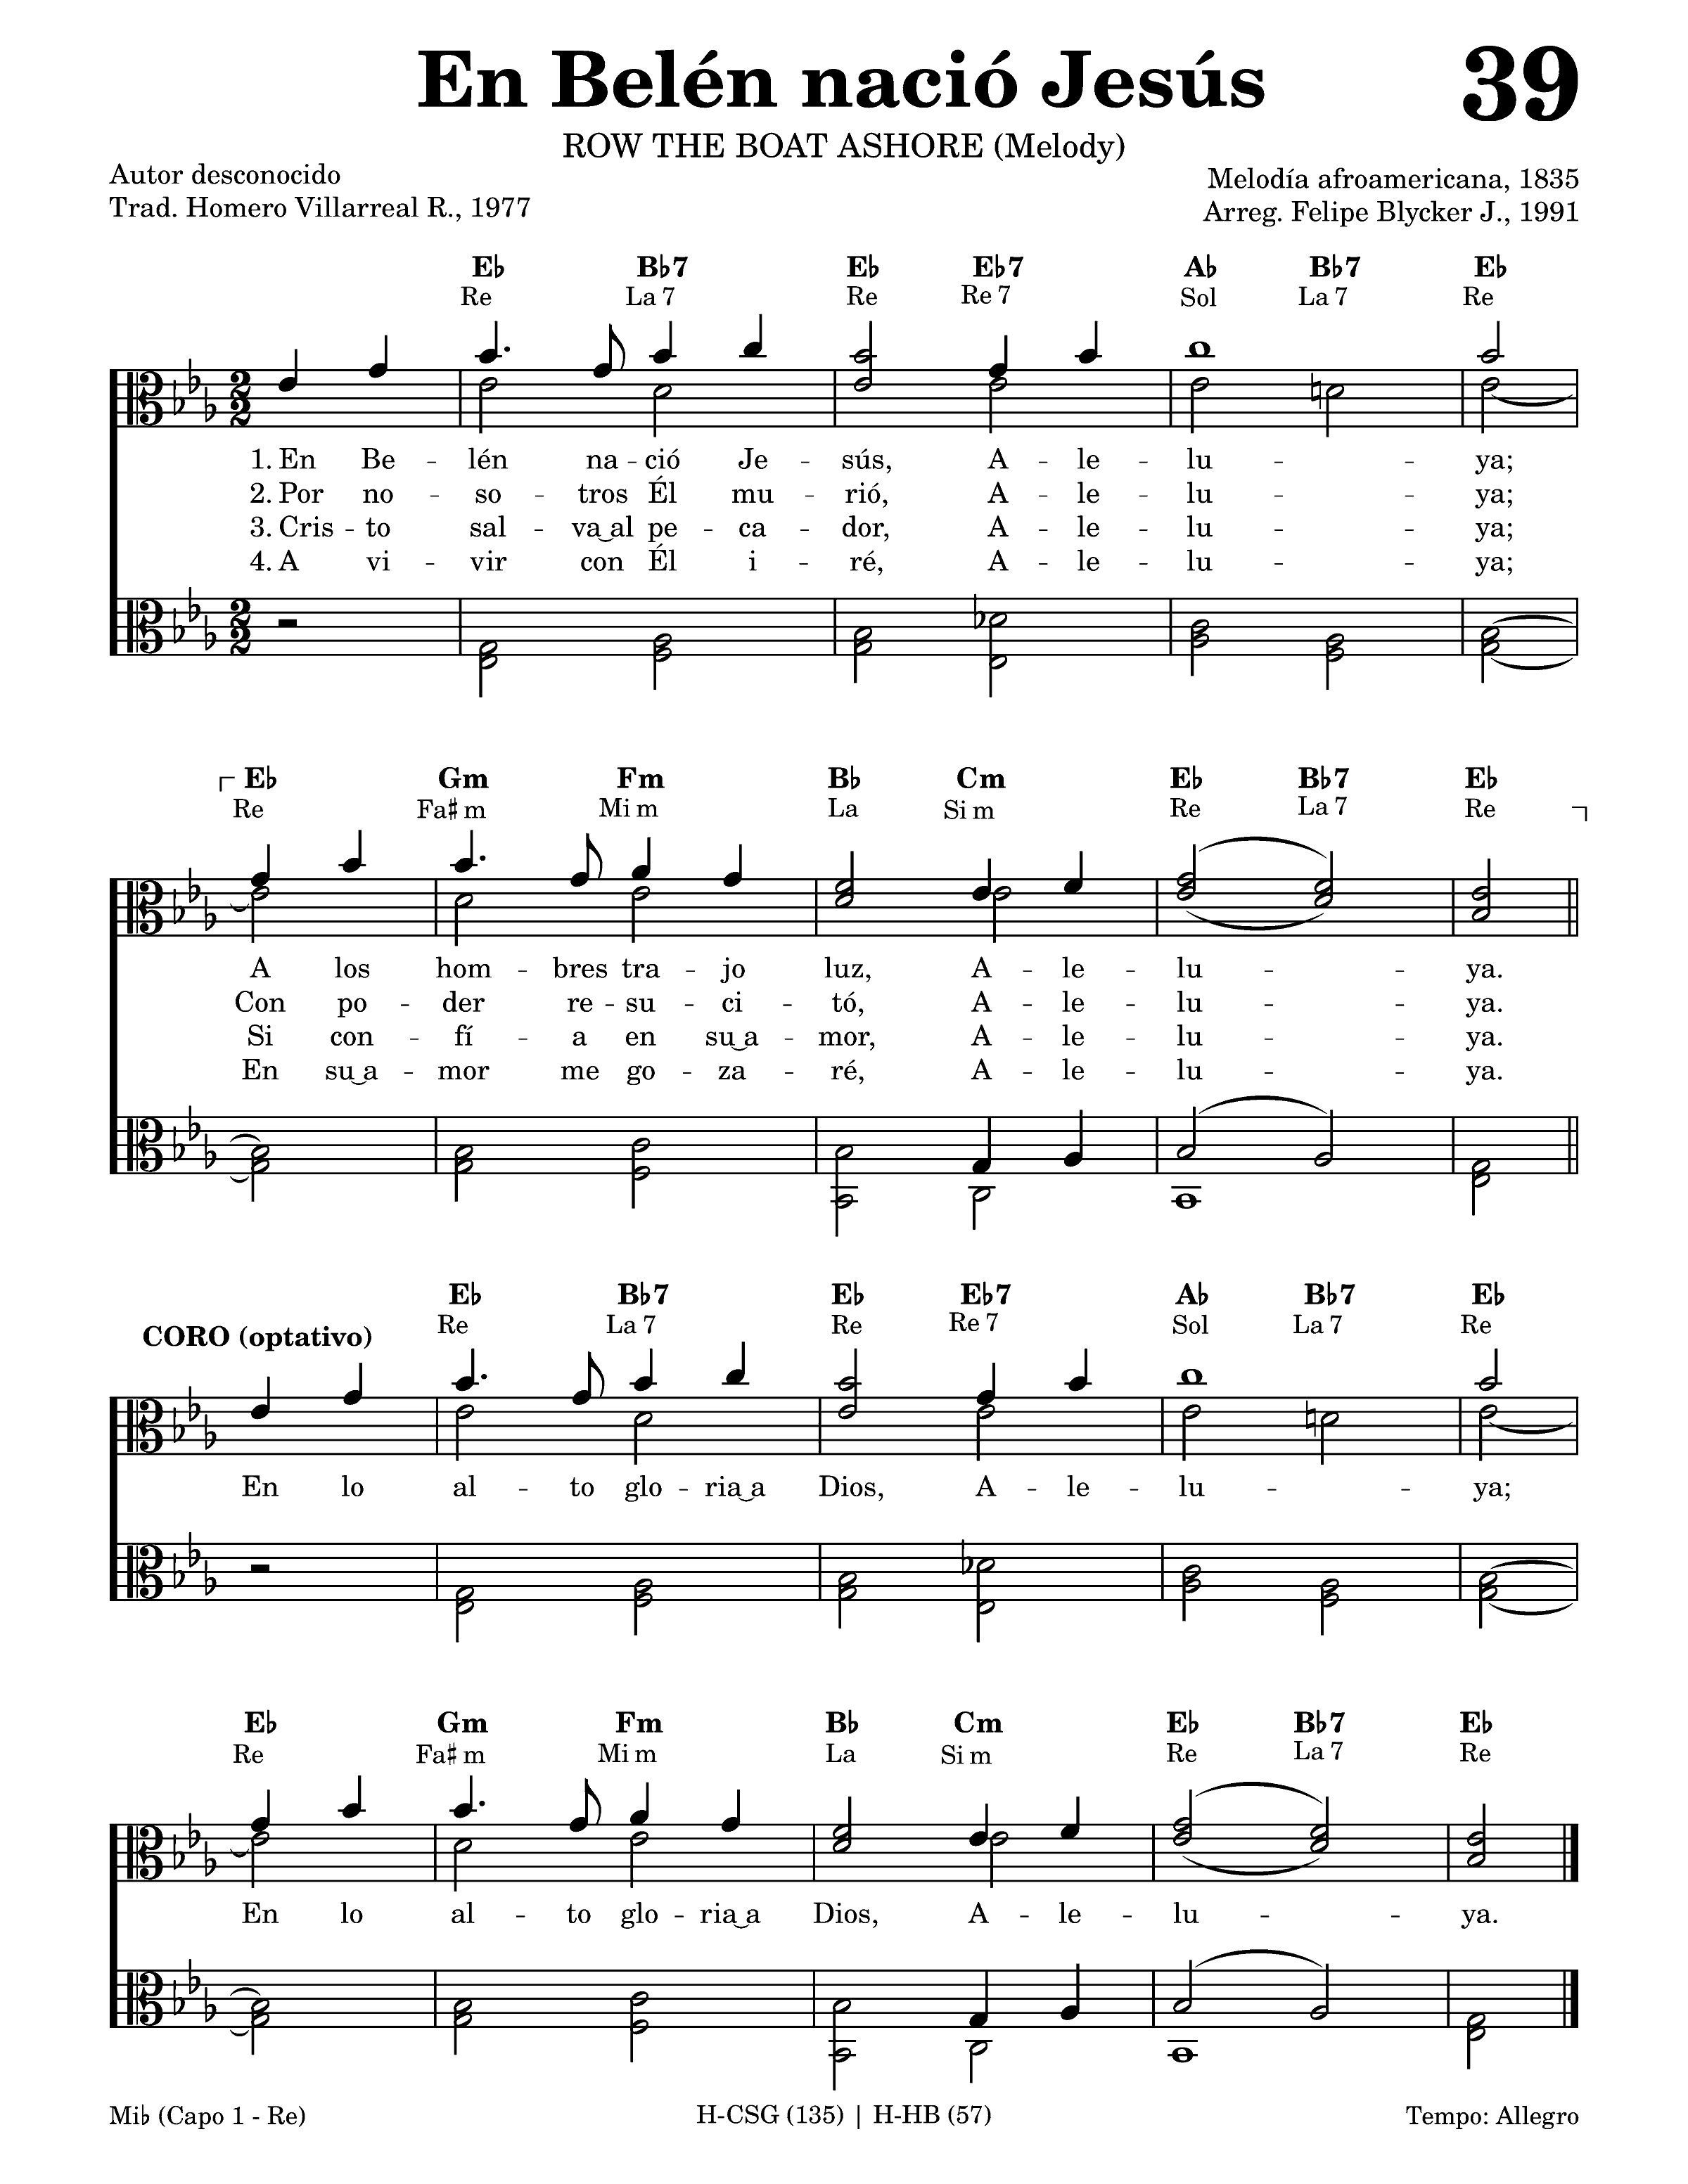 En Belén nació Jesús
39
ROW THE BOAT ASHORE (Melody)
Autor desconocido
Trad. Homero Villarreal R., 1977
Melodía afroamericana, 1835
Arreg. Felipe Blycker J., 1991
E♭ B♭7 E♭ E♭7 A♭ B♭7 E♭
Re La 7 Re Re 7 Sol La 7 Re
2 2
1. En Be - lén na - ció Je - sús, A - le - lu - ya;
2. Por no - so - tros Él mu - rió, A - le - lu - ya;
3. Cris - to sal - va‿al pe - ca - dor, A - le - lu - ya;
4. A vi - vir con Él i - ré, A - le - lu - ya;
2 2
E♭ Gm Fm B♭ Cm E♭ B♭7 E♭
Re Fa♯ m Mi m La Si m Re La 7 Re
A los hom - bres tra - jo luz, A - le - lu - ya.
Con po - der re - su - ci - tó, A - le - lu - ya.
Si con - fí - a en su‿a - mor, A - le - lu - ya.
En su‿a - mor me go - za - ré, A - le - lu - ya.
E♭ B♭7 E♭ E♭7 A♭ B♭7 E♭
Re La 7 Re Re 7 Sol La 7 Re
CORO (optativo)
En lo al - to glo - ria‿a Dios, A - le - lu - ya;
E♭ Gm Fm B♭ Cm E♭ B♭7 E♭
Re Fa♯ m Mi m La Si m Re La 7 Re
En lo al - to glo - ria‿a Dios, A - le - lu - ya.
Mi♭ (Capo 1 - Re)
H-CSG (135) | H-HB (57)
Tempo: Allegro